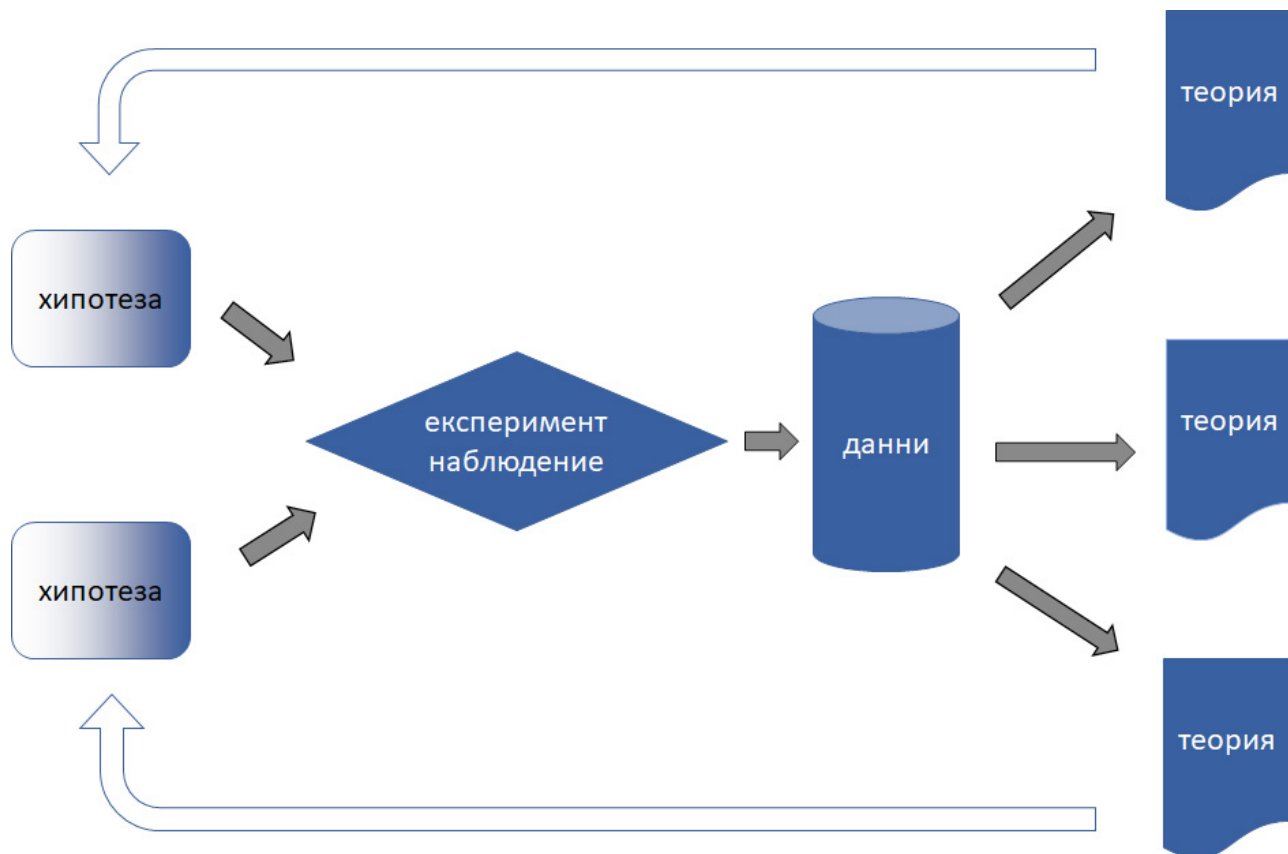 теория
хипотеза
експеримент
наблюдение
данни
теория
хипотеза
теория